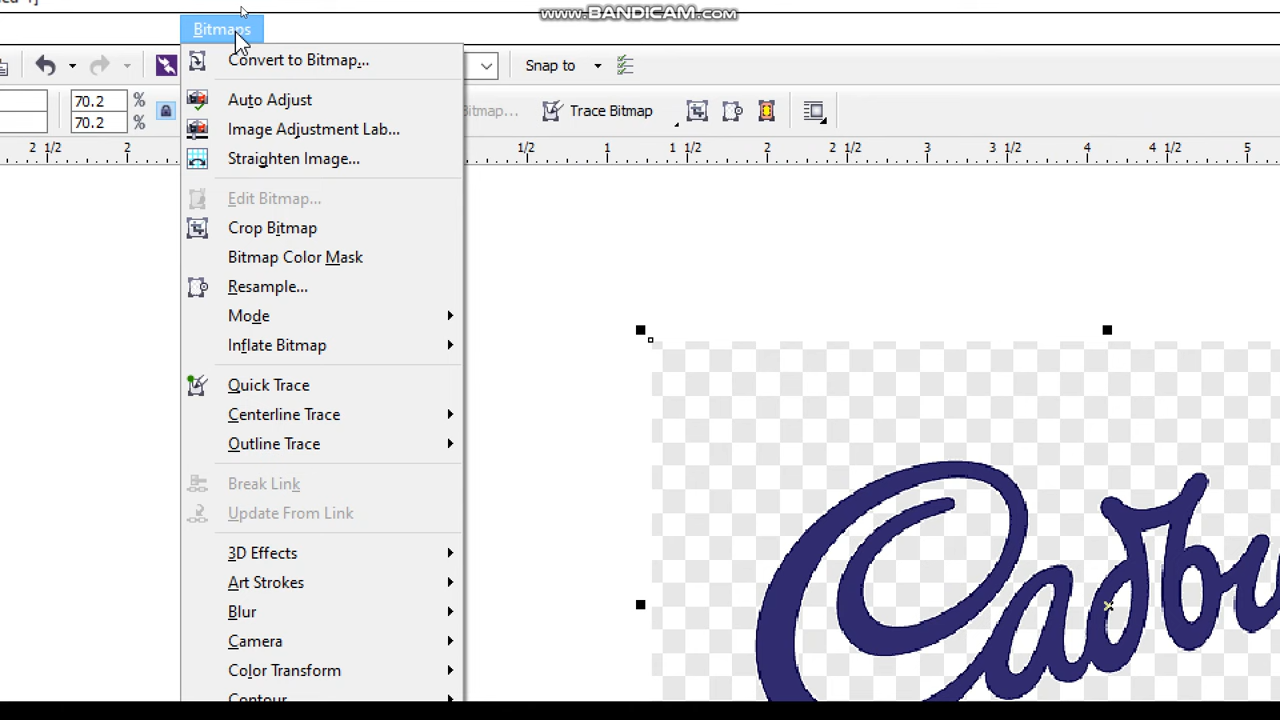 www.BANDICAM.com
Bitmaps
Convert to Bitmap...
Snap to
70.2 %
70.2 %
Auto Adjust
Bitmap...
Trace Bitmap
Image Adjustment Lab...
Straighten Image...
2 1/2 2 1/2 1 1 1/2 2 2 1/2 3 3 1/2 4 4 1/2 5
Edit Bitmap...
Crop Bitmap
Bitmap Color Mask
Resample...
Mode
Inflate Bitmap
Quick Trace
Centerline Trace
Outline Trace
Break Link
Update From Link
3D Effects
Art Strokes
Blur
Camera
Color Transform
Contour
Cadbu